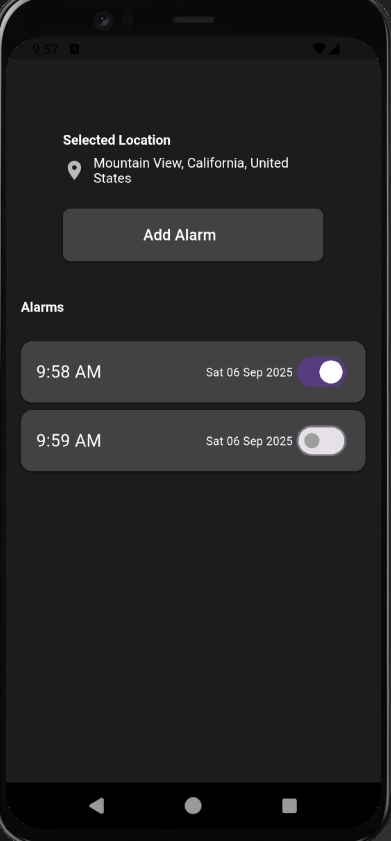 9:57
Selected Location
Mountain View, California, United
States
Add Alarm
Alarms
9:58 AM Sat 06 Sep 2025
9:59 AM Sat 06 Sep 2025